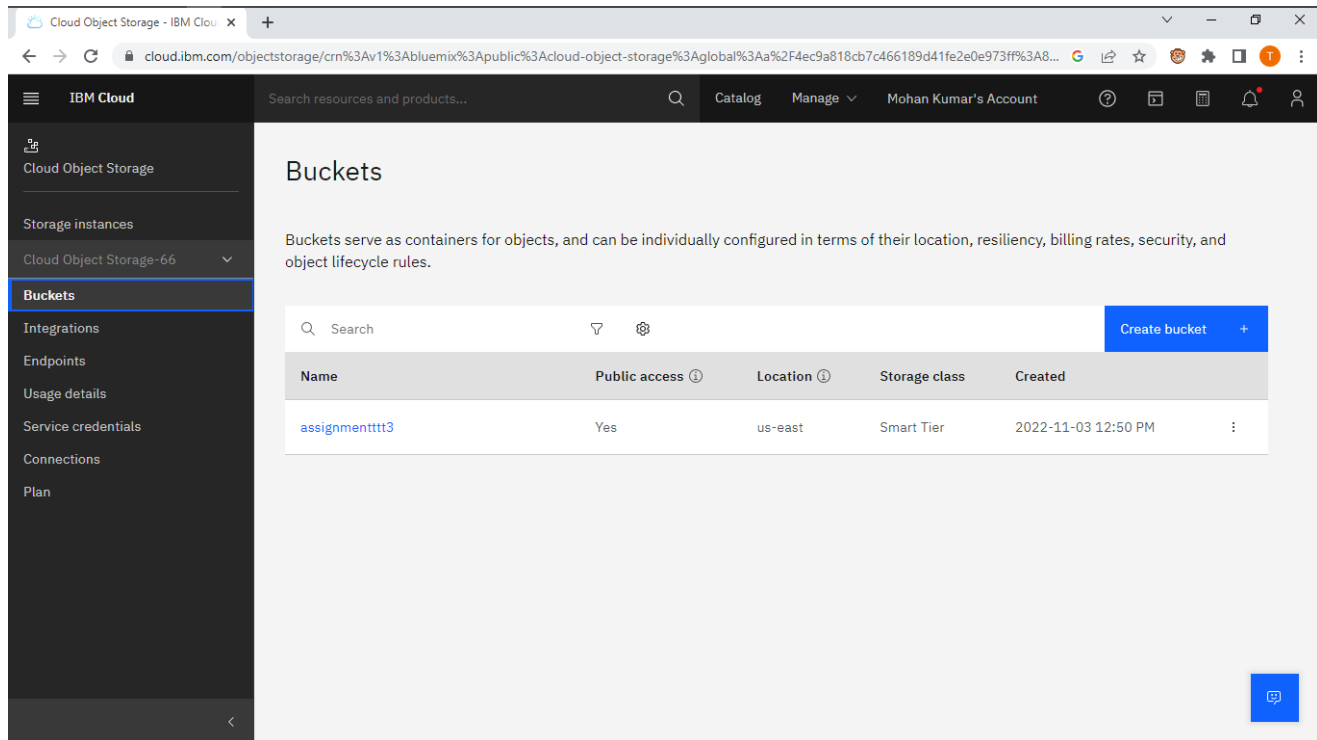 Cloud Object Storage - IBM Clou
cloud.ibm.com/objectstorage/crn%3Av1%3Abluemix%3Apublic%3Acloud-object-storage%3Aglobal%3Aa%2F4ec9a818cb7c466189d41fe2e0e973ff%3A8...
IBM Cloud
Search resources and products...
Catalog
Manage
Mohan Kumar's Account
Cloud Object Storage
Storage instances
Cloud Object Storage-66
Buckets
Integrations
Endpoints
Usage details
Service credentials
Connections
Plan
Buckets
Buckets serve as containers for objects, and can be individually configured in terms of their location, resiliency, billing rates, security, and
object lifecycle rules.
Search
Create bucket +
Name Public access Location Storage class Created
assignmentttt3 Yes us-east Smart Tier 2022-11-03 12:50 PM